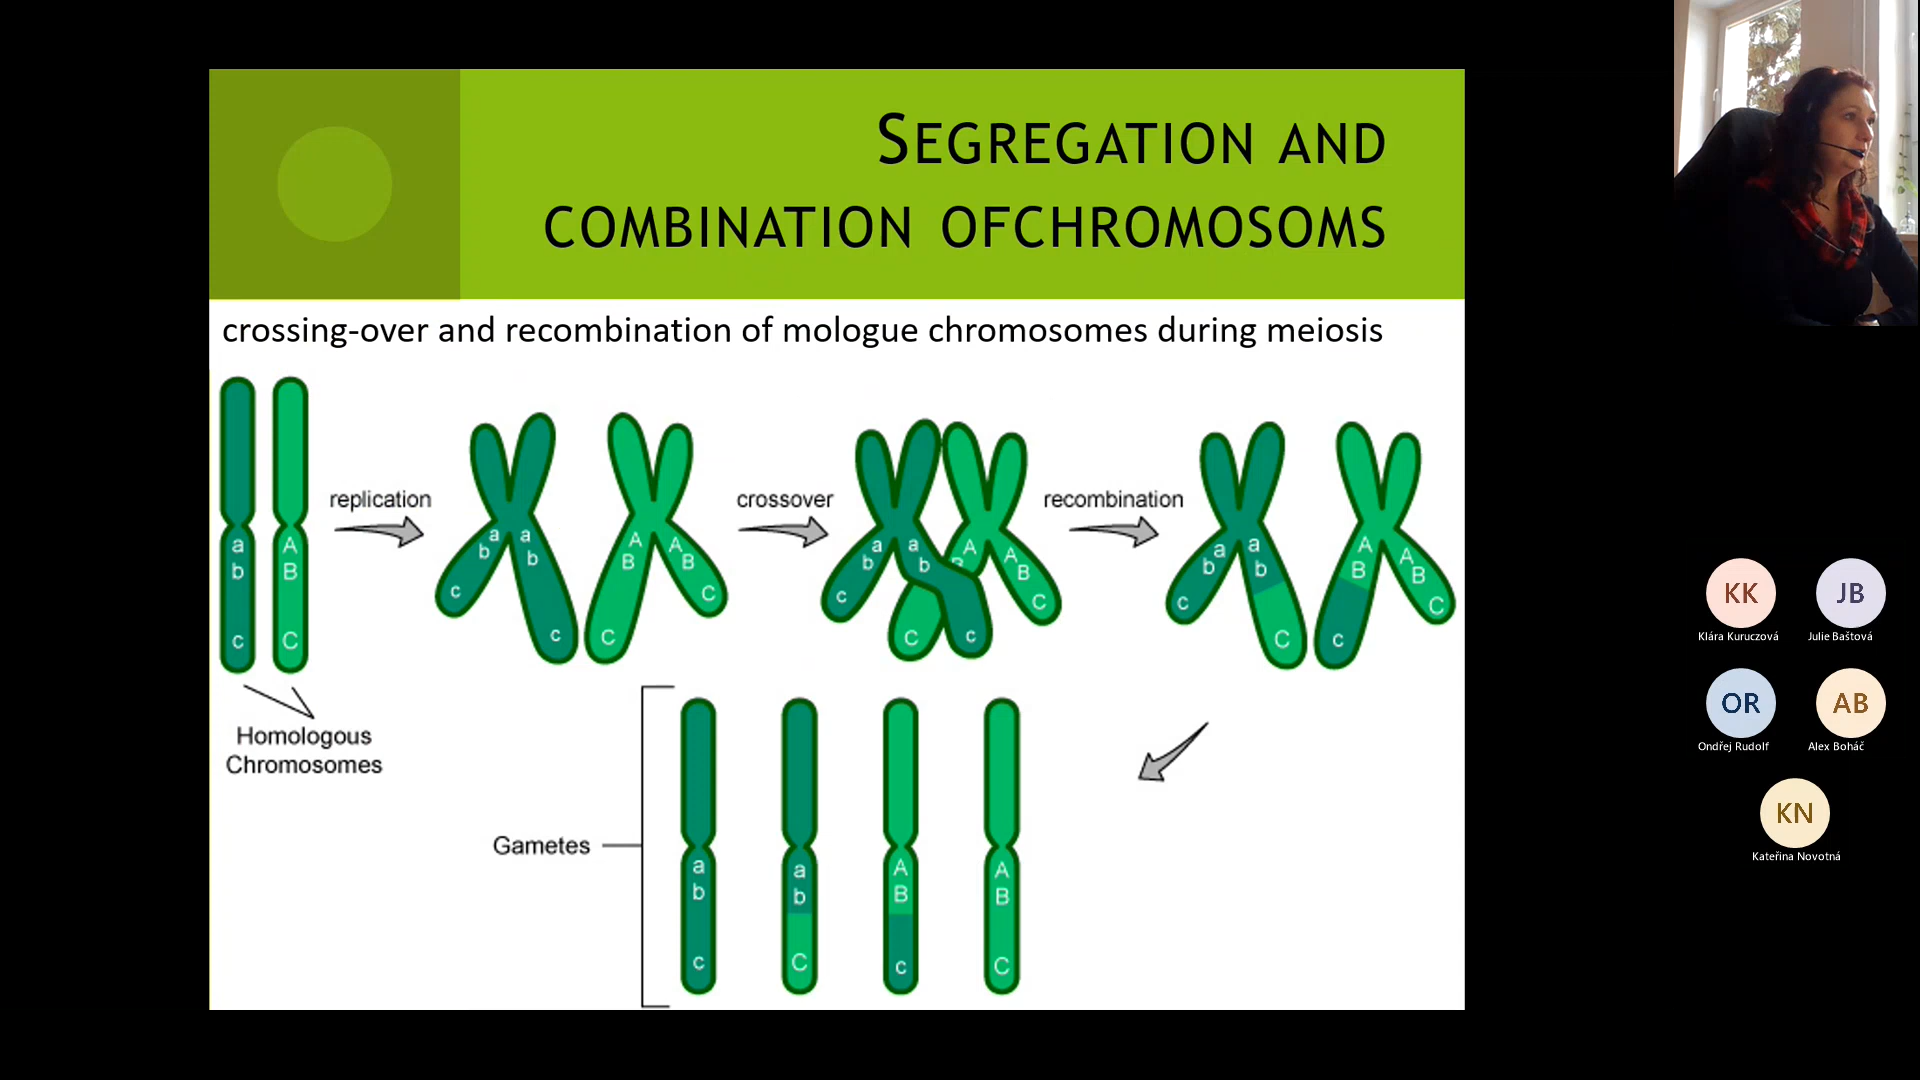 SEGREGATION AND
COMBINATION OFCHROMOSOMS
crossing-over and recombination of mologue chromosomes during meiosis
replication
crossover
recombination
a
b
c
A
B
C
a
b
c
a
b
c
A
B
C
A
B
C
a
b
c
a
b
c
A
B
C
A
B
C
a
b
c
a
b
C
A
B
c
A
B
C
Homologous
Chromosomes
Gametes
a
b
c
a
b
C
A
B
c
A
B
C
KK
Klára Kuruczová
JB
Julie Baštová
OR
Ondřej Rudolf
AB
Alex Boháč
KN
Kateřina Novotná